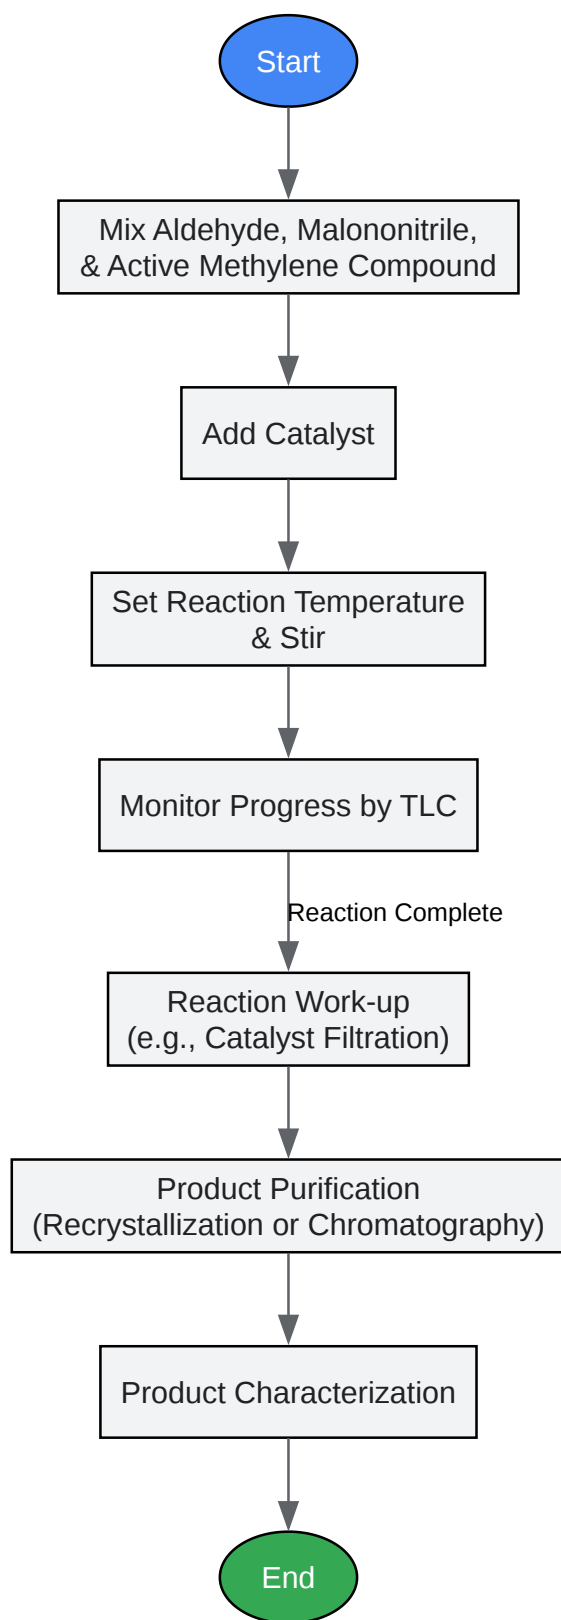 Start
Mix Aldehyde, Malononitrile,
& Active Methylene Compound
Add Catalyst
Set Reaction Temperature
& Stir
Monitor Progress by TLC
Reaction Complete
Reaction Work-up
(e.g., Catalyst Filtration)
Product Purification
(Recrystallization or Chromatography)
Product Characterization
End